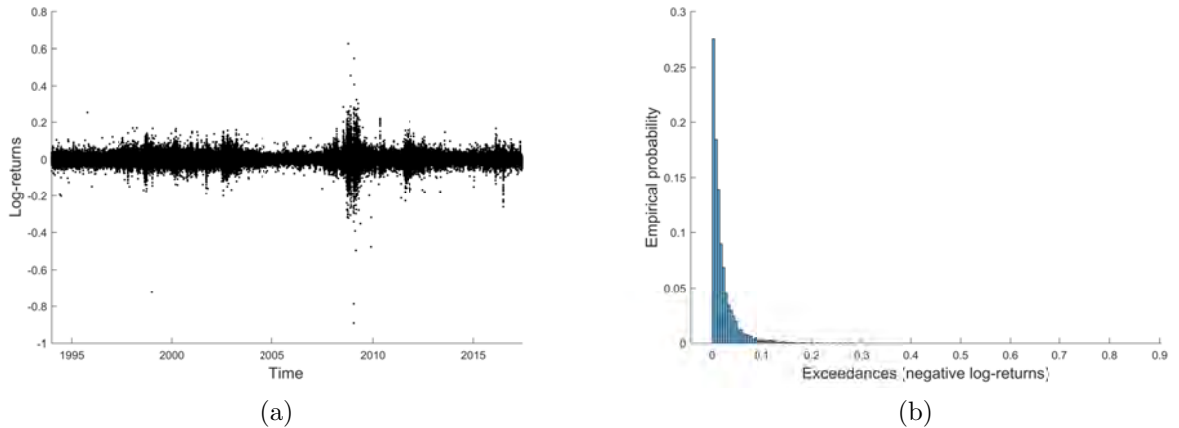 0.8
0.6
0.4
0.2
0
-0.2
-0.4
-0.6
-0.8
-1
Log-returns
1995 2000 2005 2010 2015
Time
(a)
0.3
0.25
0.2
0.15
0.1
0.05
0
Empirical probability
0 0.1 0.2 0.3 0.4 0.5 0.6 0.7 0.8 0.9
Exceedances (negative log-returns)
(b)